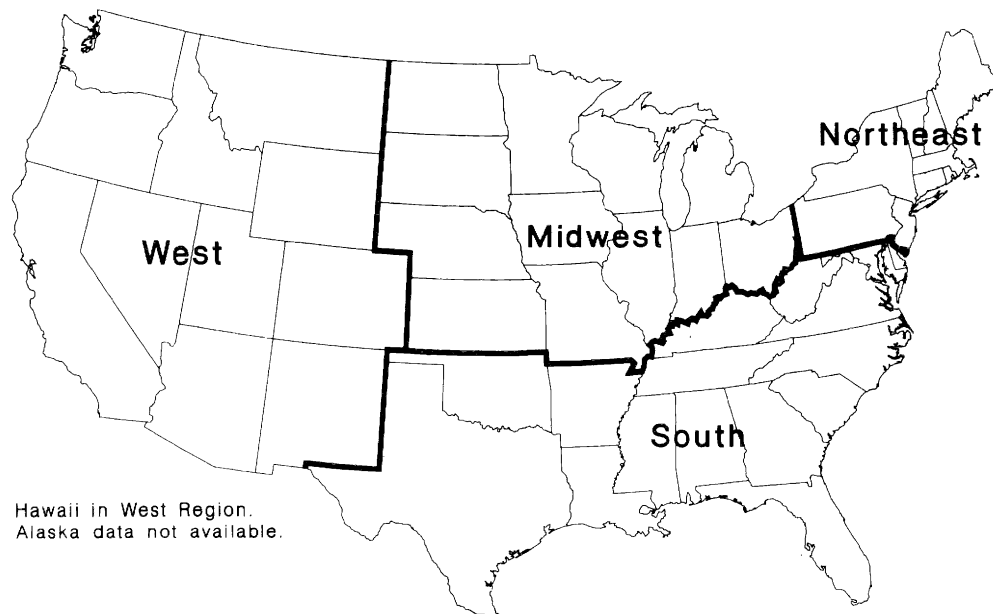 Northeast
Midwest
West
South
Hawaii in West Region.
Alaska data not available.